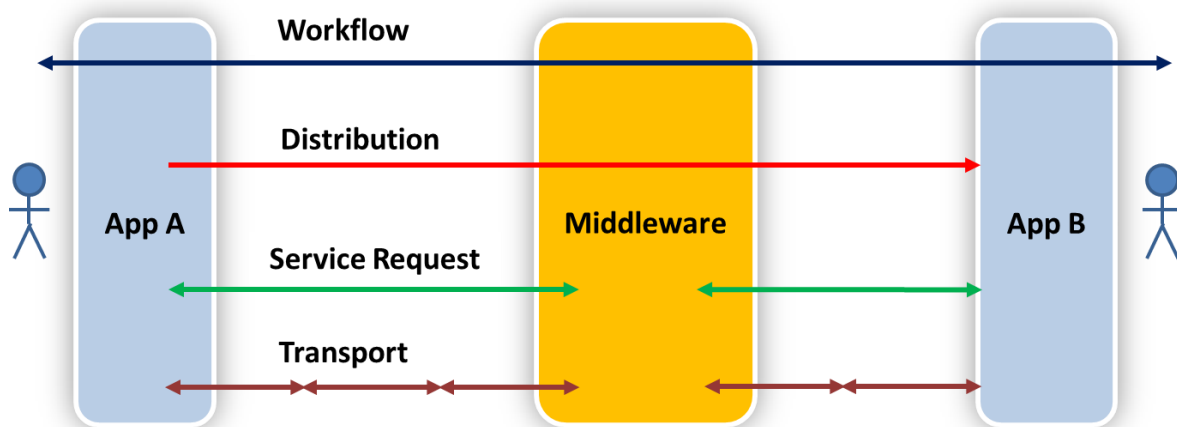 Workflow
Distribution
App A
Middleware
App B
Service Request
Transport